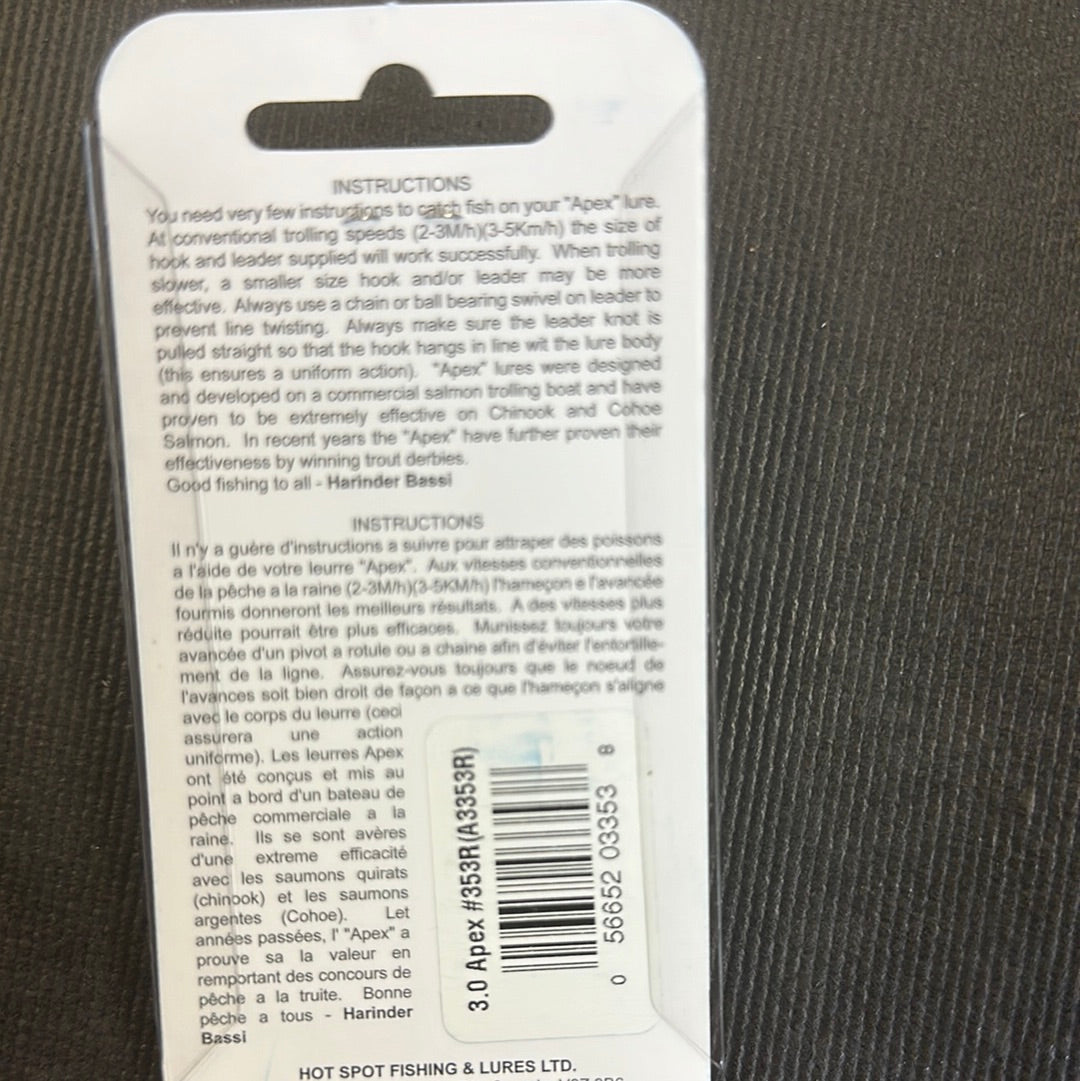 INSTRUCTIONS
You need very few instructions to catch fish on your "Apex" lure.
At conventional trolling speeds (2-3M/h)(3-5Km/h) the size of
hook and leader supplied will work successfully. When trolling
slower, a smaller size hook and/or leader may be more
effective. Always use a chain or ball bearing swivel on leader to
prevent line twisting. Always make sure the leader knot is
pulled straight so that the hook hangs in line wit the lure body
(this ensures a uniform action). "Apex" lures were designed
and developed on a commercial salmon trolling boat and have
proven to be extremely effective on Chinook and Cohoe
Salmon. In recent years the "Apex" have further proven their
effectiveness by winning trout derbies.
Good fishing to all - Harinder Bassi
INSTRUCTIONS
Il n'y a guère d'instructions a suivre pour attraper des poissons
a l'aide de votre leurre "Apex". Aux vitesses conventionnelles
de la pêche a la raine (2-3M/h)(3-5KM/h) l'hameçon e l'avancée
fourmis donneront les meilleurs résultats. A des vitesses plus
réduite pourrait être plus efficaces. Munissez toujours votre
avancée d'un pivot a rotule ou a chaine afin d'éviter l'entortille-
ment de la ligne. Assurez-vous toujours que le noeud de
l'avances soit bien droit de façon a ce que l'hameçon s'aligne
avec le corps du leurre (ceci
assurera une action
uniforme). Les leurres Apex
ont été conçus et mis au
point a bord d'un bateau de
pêche commerciale a la
raine. Ils se sont avères
d'une extreme efficacité
avec les saumons quirats
(chinook) et les saumons
argentes (Cohoe). Let
années passées, l' "Apex" a
prouve sa la valeur en
remportant des concours de
pêche a la truite. Bonne
pêche a tous - Harinder
Bassi
3.0 Apex #353R(A3353R)
0 56652 03353 8
HOT SPOT FISHING & LURES LTD.